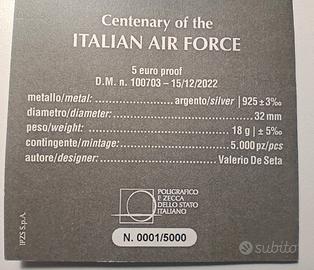 Centenary of the
ITALIAN AIR FORCE
5 euro proof
D.M. n. 100703 – 15/12/2022
metallo/metal: ........................ argento/silver | 925 ± 3‰
diametro/diameter: ........................ 32 mm
peso/weight: ........................ 18 g | ± 5‰
contingente/mintage: ........................ 5.000 pz/pcs
autore/designer: ........................ Valerio De Seta
POLIGRAFICO
E ZECCA
DELLO STATO
ITALIANO
IPZS S.p.A.
N. 0001/5000
subito